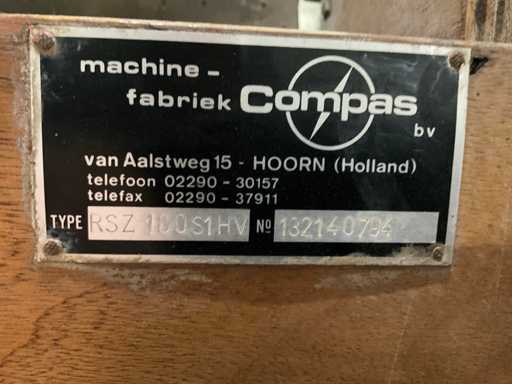 machine-
fabriek Compas
bv
van Aalstweg 15 - HOORN (Holland)
telefoon 02290 - 30157
telefax 02290 - 37911
TYPE RSZ 180S1HV Nº 132140794